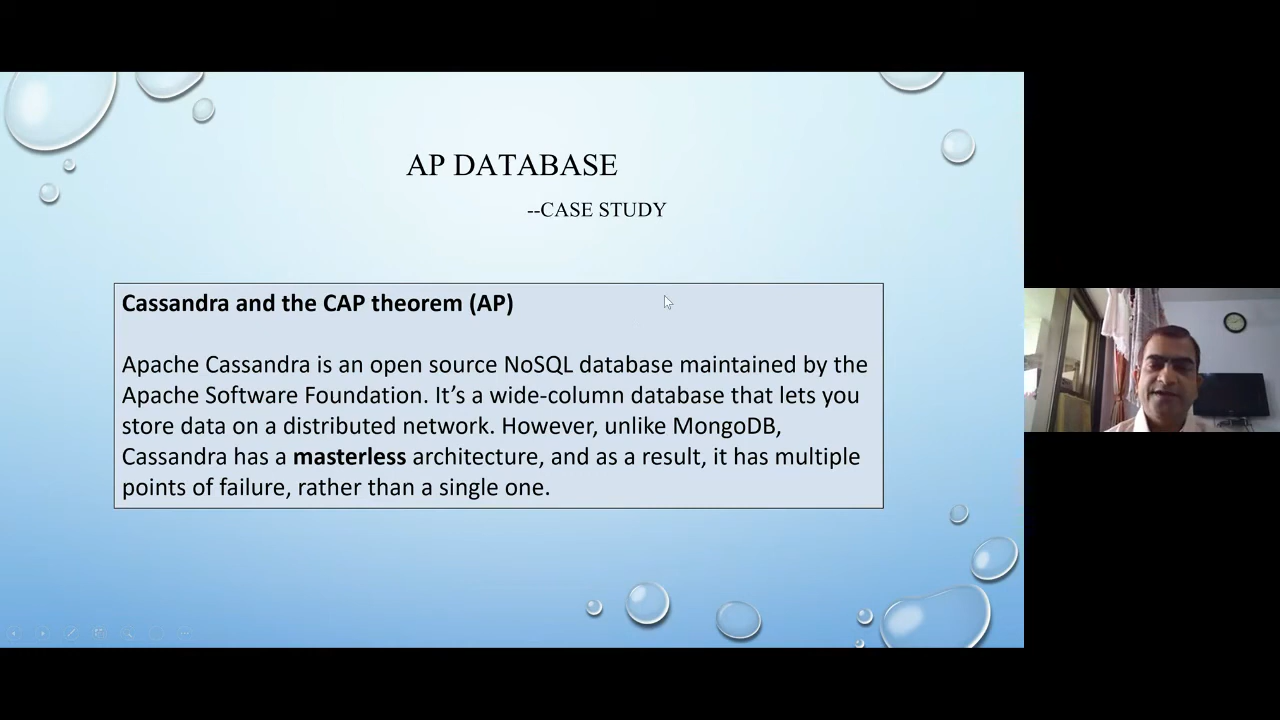 AP DATABASE
--CASE STUDY
Cassandra and the CAP theorem (AP)
Apache Cassandra is an open source NoSQL database maintained by the
Apache Software Foundation. It’s a wide-column database that lets you
store data on a distributed network. However, unlike MongoDB,
Cassandra has a masterless architecture, and as a result, it has multiple
points of failure, rather than a single one.